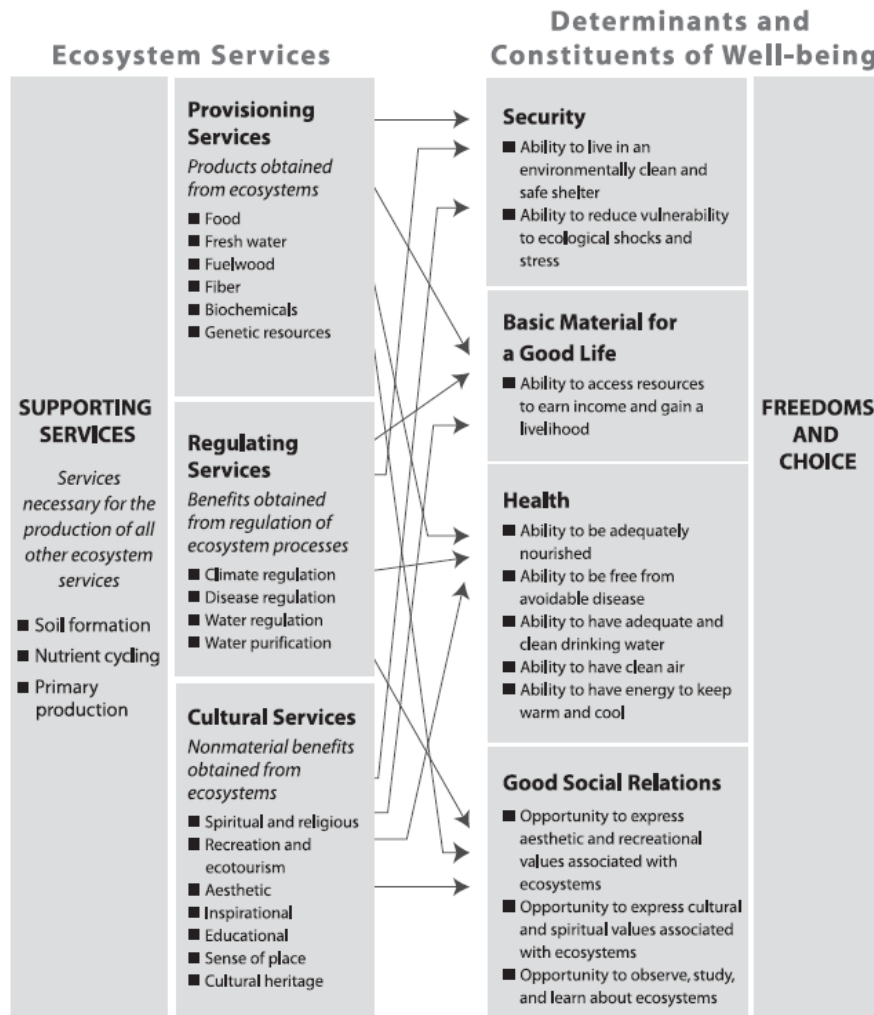 Ecosystem Services
Determinants and
Constituents of Well-being
SUPPORTING
SERVICES
Services
necessary for the
production of all
other ecosystem
services
■ Soil formation
■ Nutrient cycling
■ Primary
production
Provisioning
Services
Products obtained
from ecosystems
■ Food
■ Fresh water
■ Fuelwood
■ Fiber
■ Biochemicals
■ Genetic resources
Regulating
Services
Benefits obtained
from regulation of
ecosystem processes
■ Climate regulation
■ Disease regulation
■ Water regulation
■ Water purification
Cultural Services
Nonmaterial benefits
obtained from
ecosystems
■ Spiritual and religious
■ Recreation and
ecotourism
■ Aesthetic
■ Inspirational
■ Educational
■ Sense of place
■ Cultural heritage
Security
■ Ability to live in an
environmentally clean and
safe shelter
■ Ability to reduce vulnerability
to ecological shocks and
stress
Basic Material for
a Good Life
■ Ability to access resources
to earn income and gain a
livelihood
Health
■ Ability to be adequately
nourished
■ Ability to be free from
avoidable disease
■ Ability to have adequate and
clean drinking water
■ Ability to have clean air
■ Ability to have energy to keep
warm and cool
Good Social Relations
■ Opportunity to express
aesthetic and recreational
values associated with
ecosystems
■ Opportunity to express cultural
and spiritual values associated
with ecosystems
■ Opportunity to observe, study,
and learn about ecosystems
FREEDOMS
AND
CHOICE